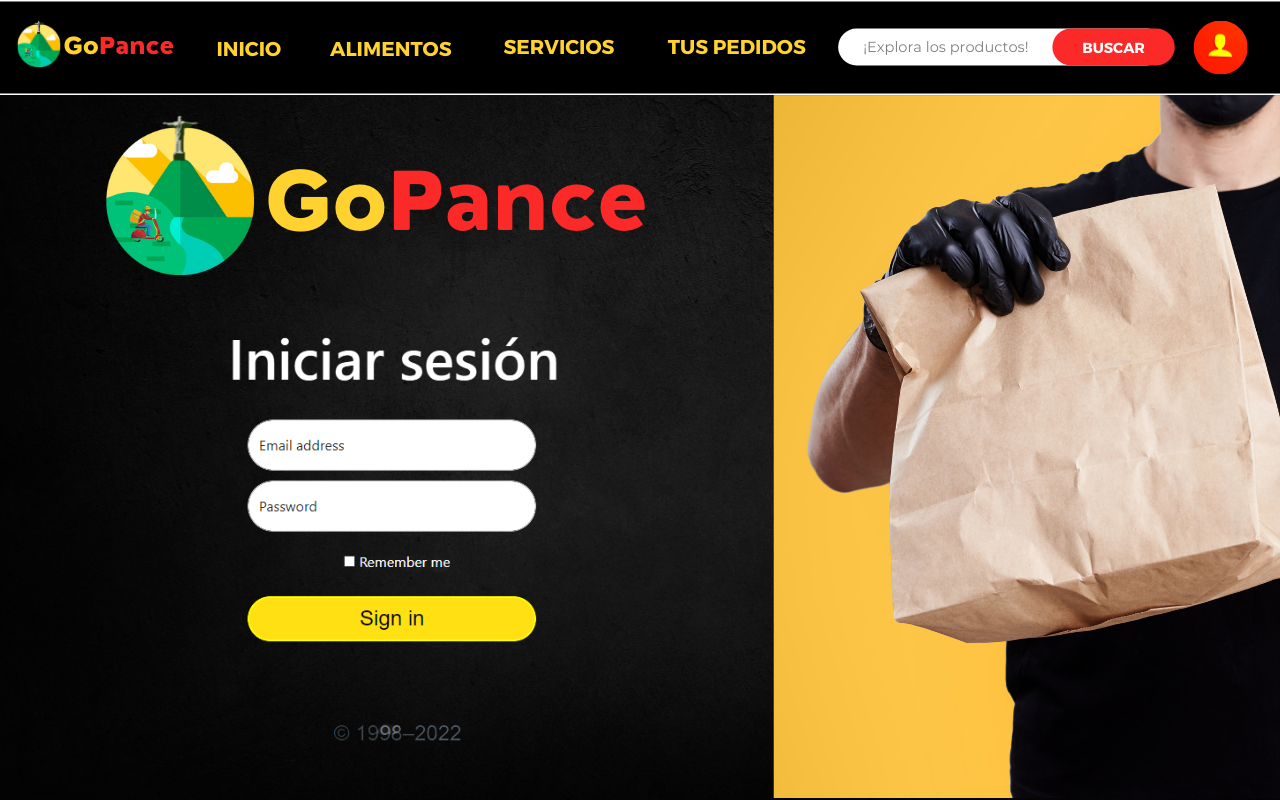 GoPance
INICIO
ALIMENTOS
SERVICIOS
TUS PEDIDOS
¡Explora los productos!
BUSCAR
GoPance
Iniciar sesión
Email address
Password
Remember me
Sign in
© 1998–2022